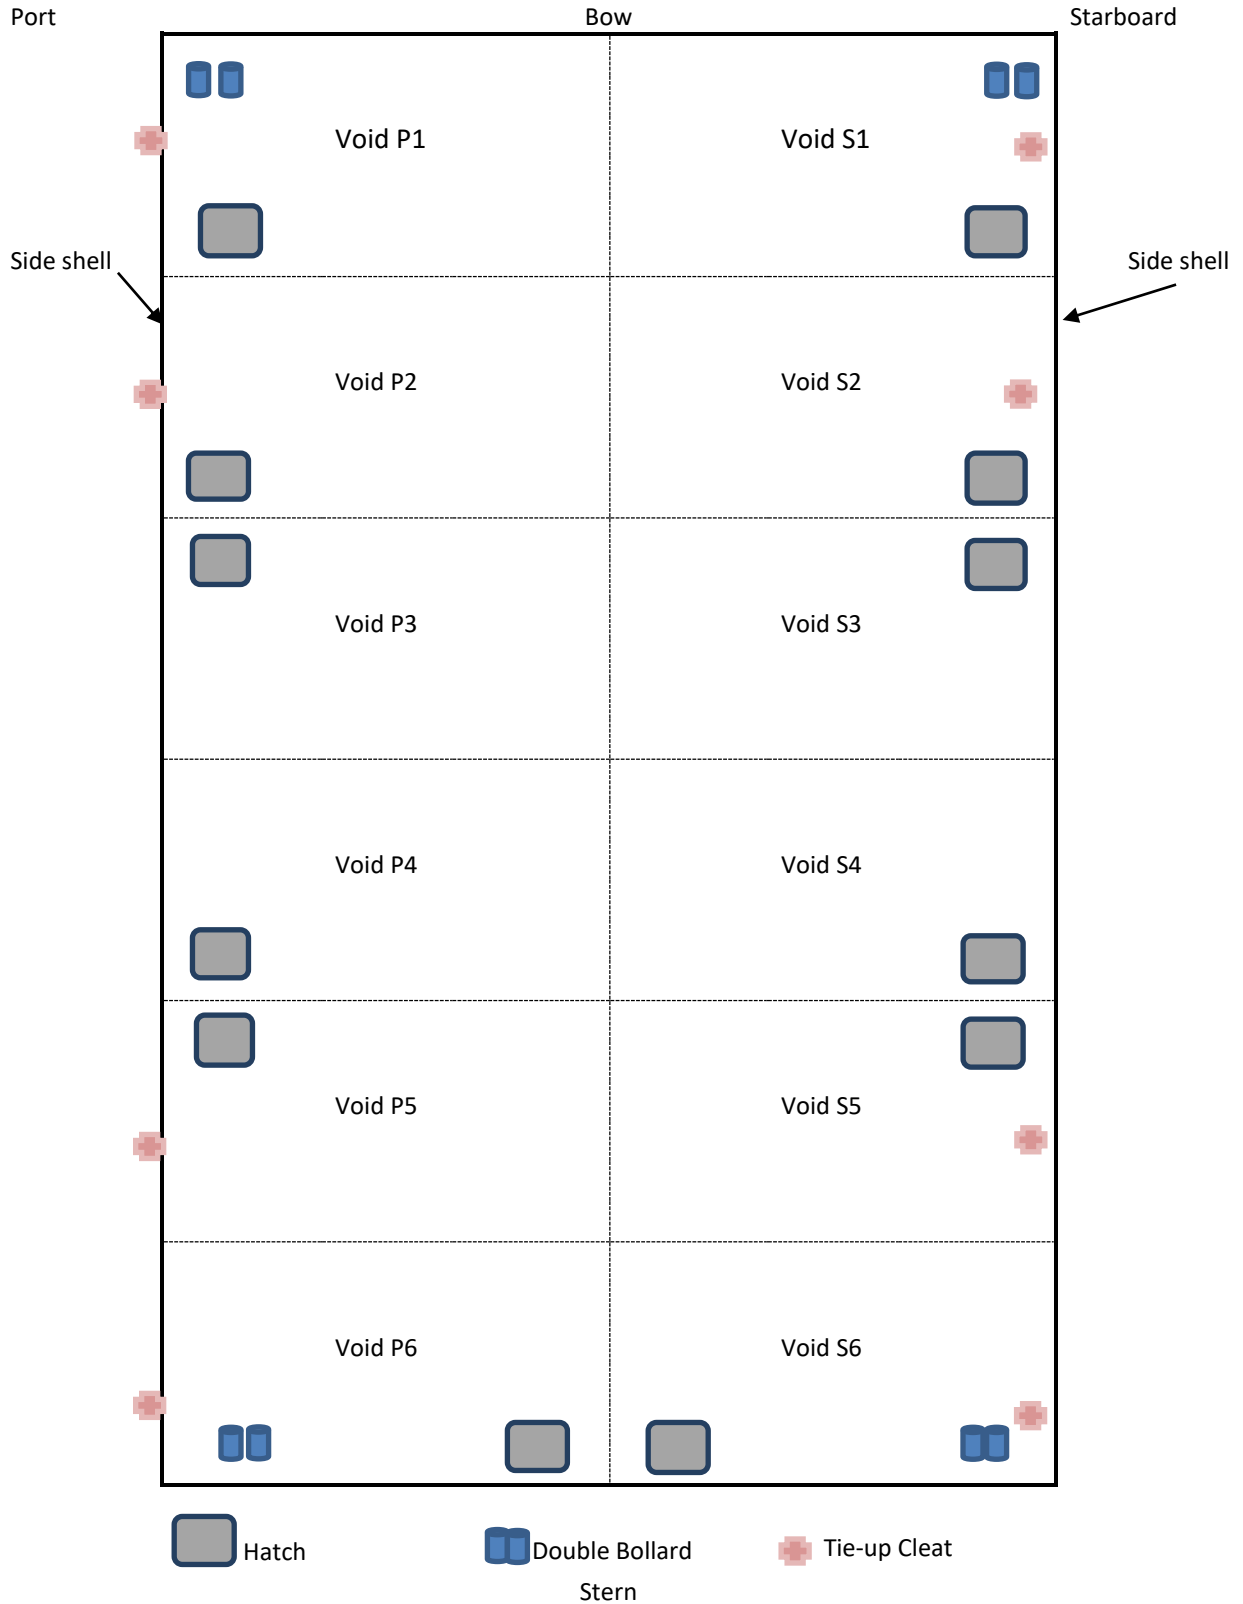 Port Bow Starboard
Void P1 Void S1
Side shell Side shell
Void P2 Void S2
Void P3 Void S3
Void P4 Void S4
Void P5 Void S5
Void P6 Void S6
Hatch Double Bollard Tie-up Cleat
Stern